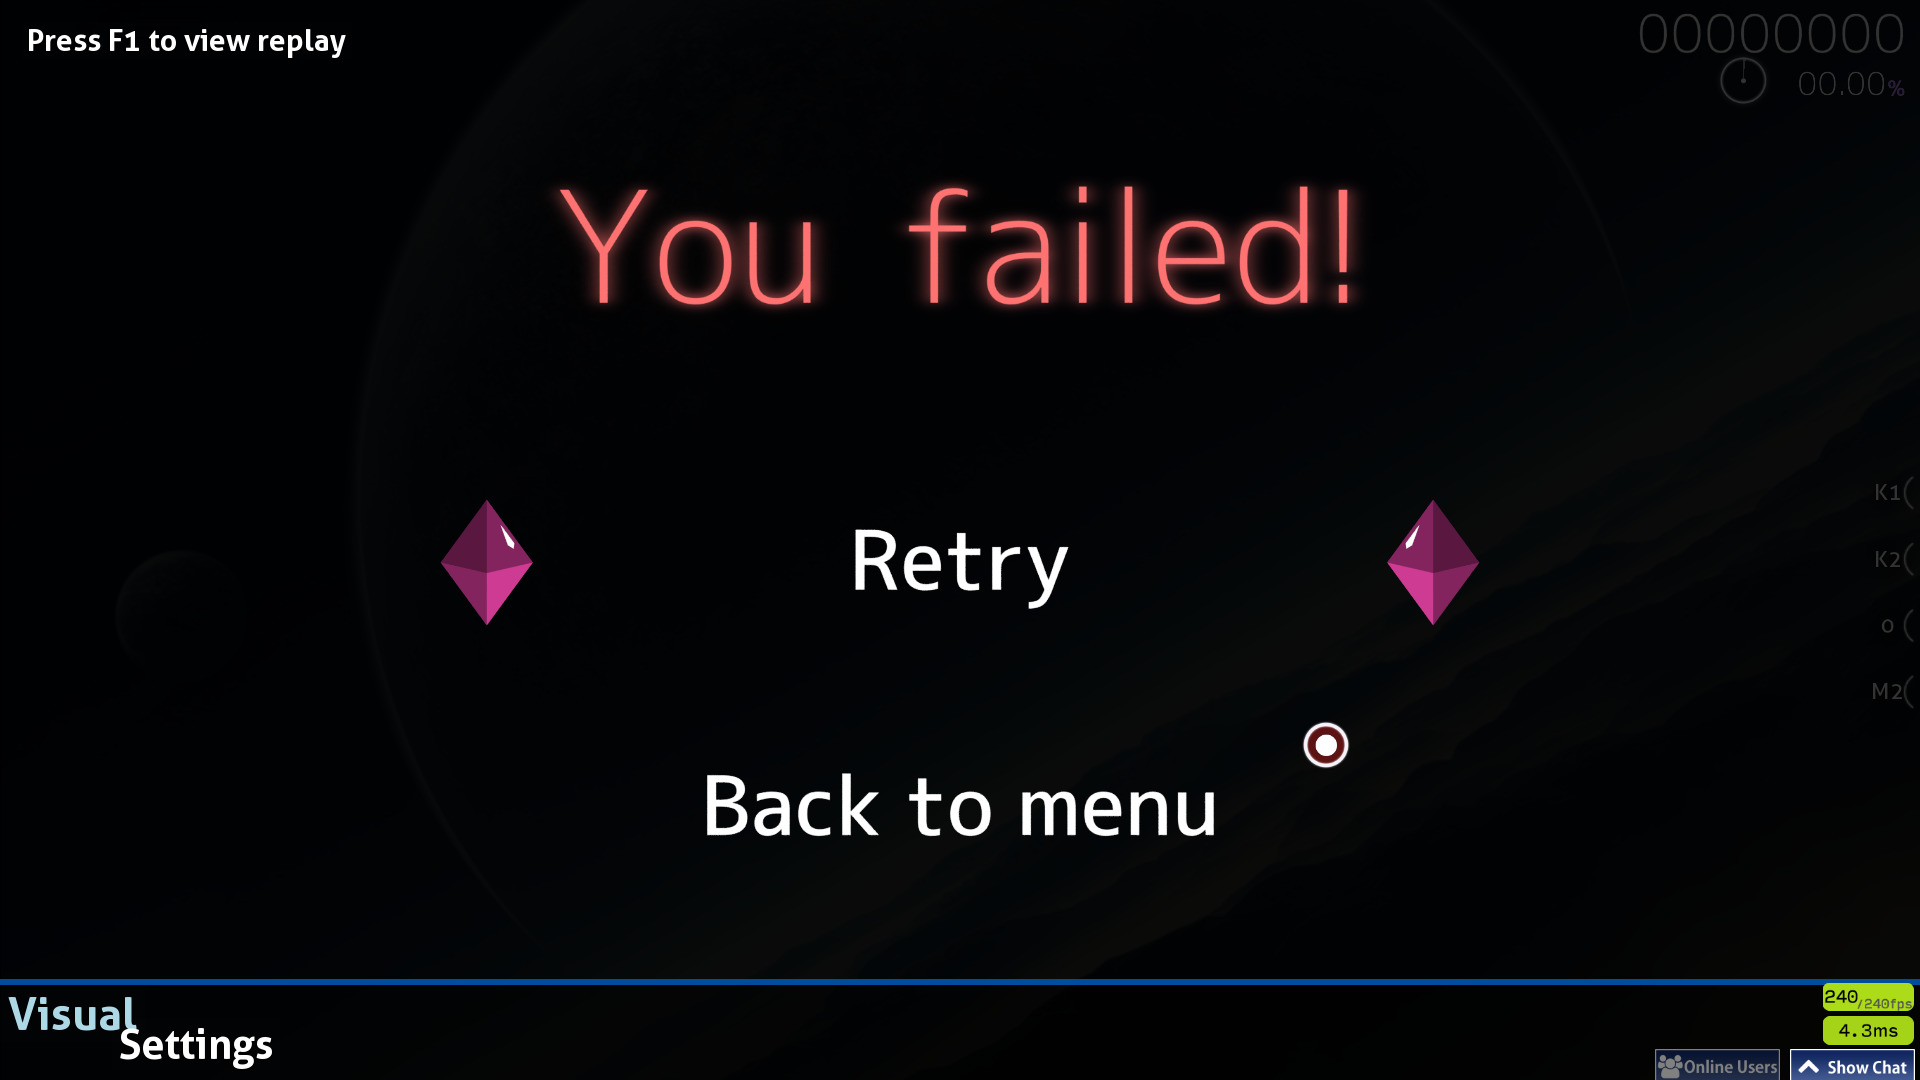 Press F1 to view replay
00000000
00.00%
You failed!
K1
Retry
K2
o
M2
Back to menu
Visual
Settings
240/240fps
4.3ms
Online Users
Show Chat